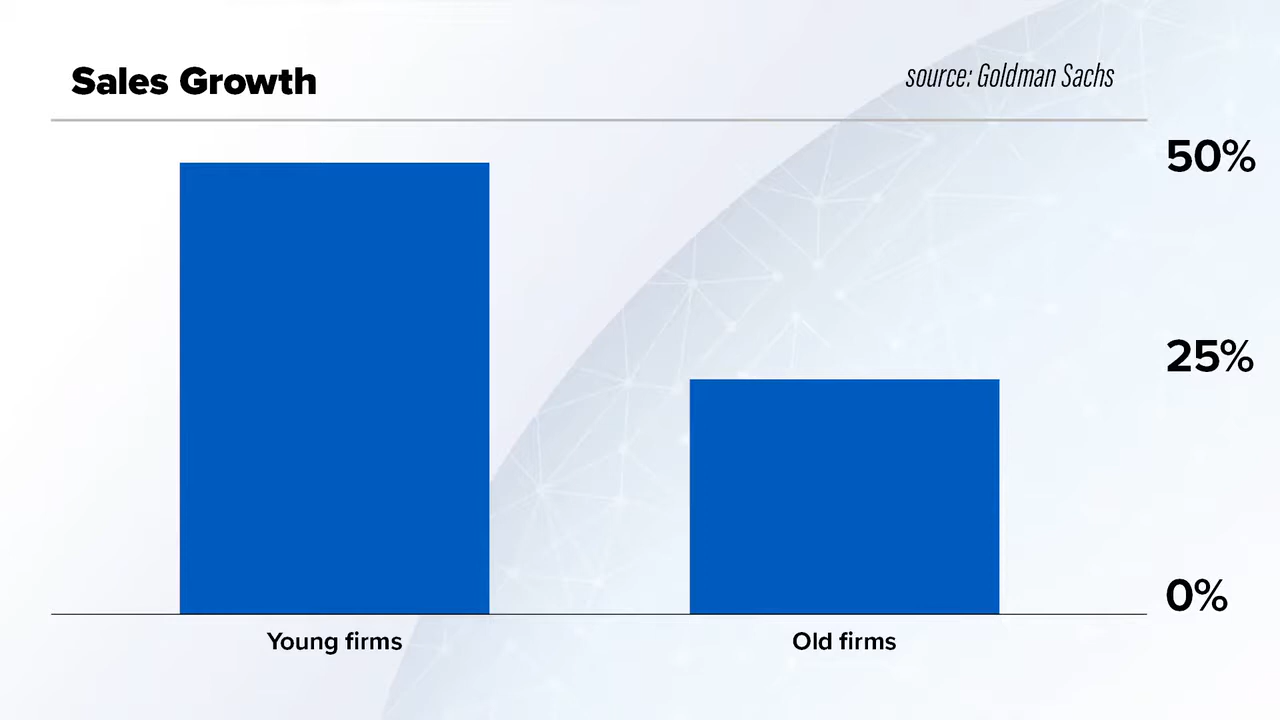 Sales Growth
source: Goldman Sachs
50%
25%
0%
Young firms
Old firms